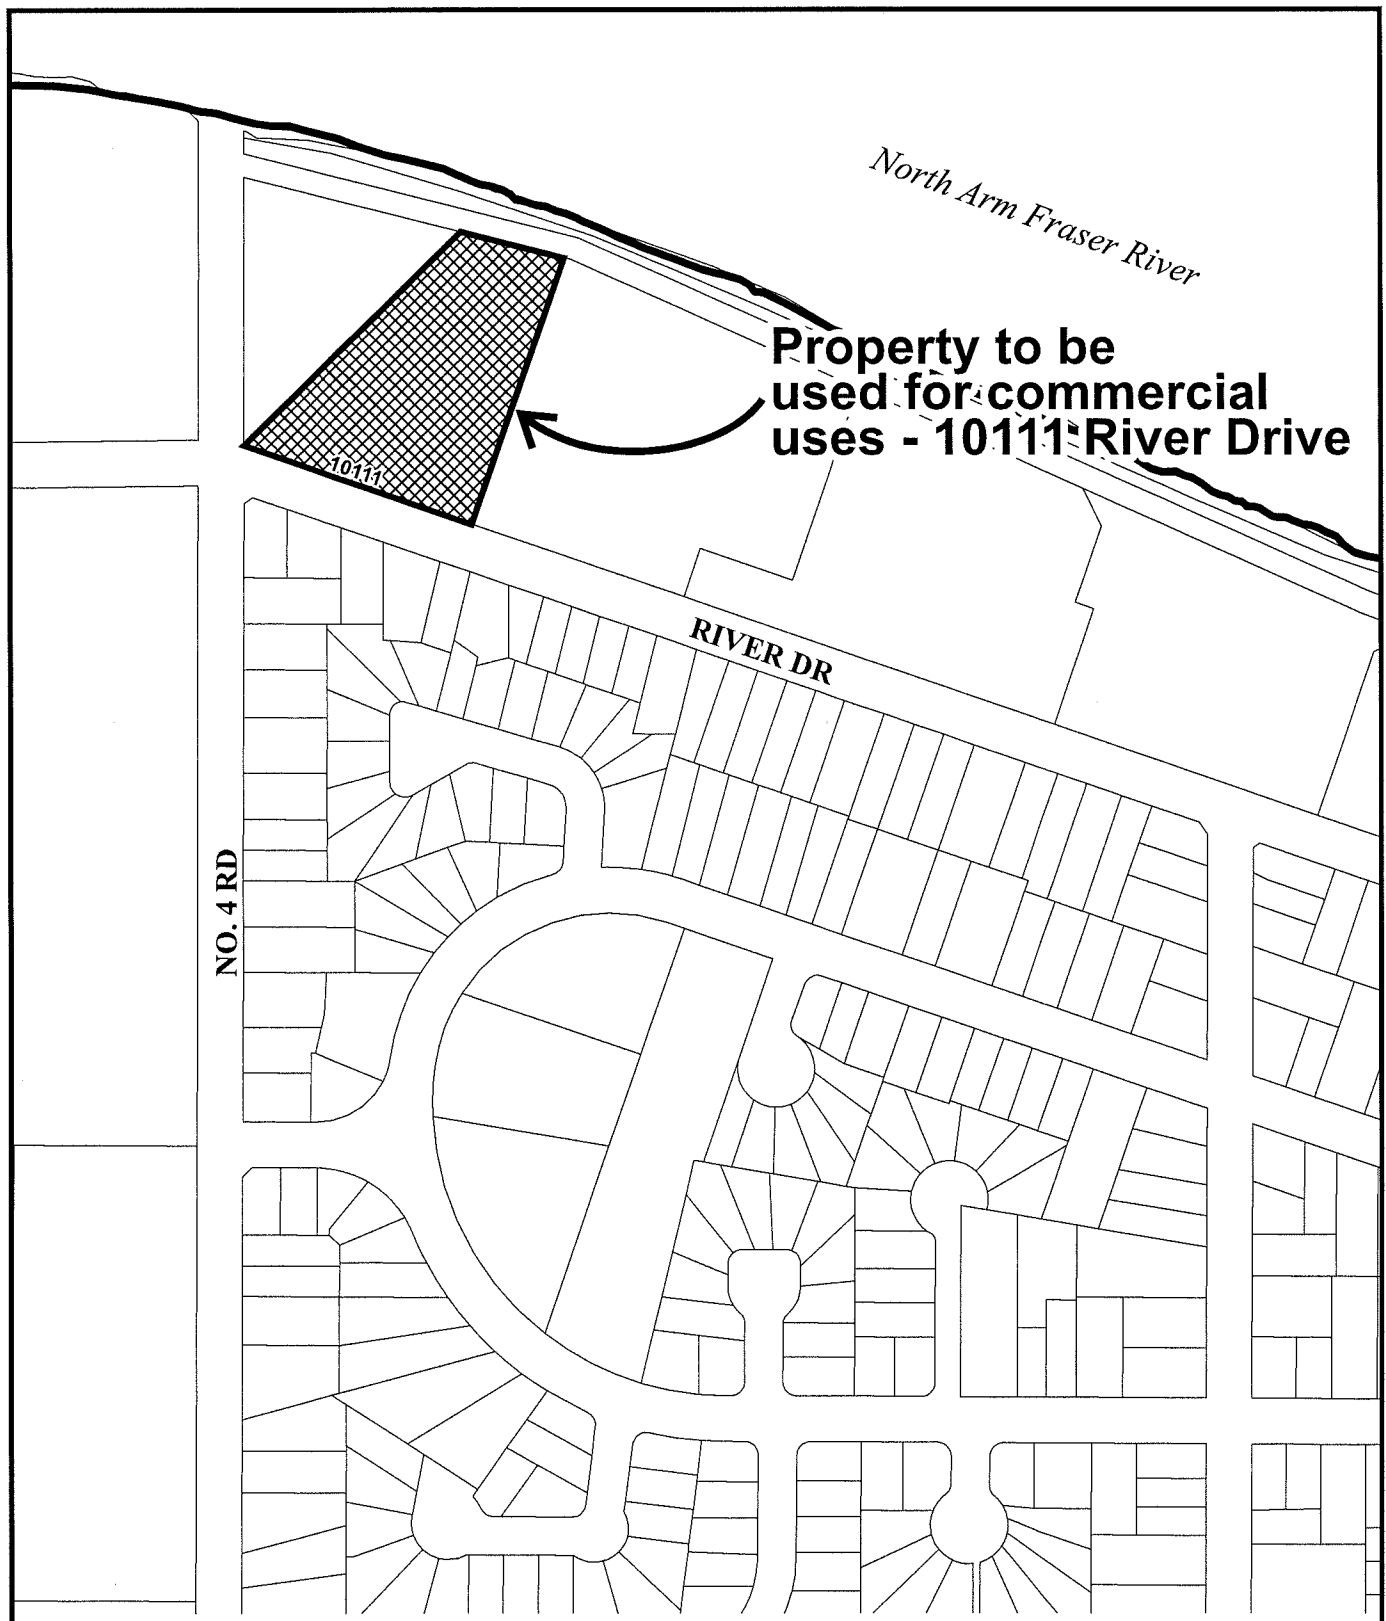 North Arm Fraser River
Property to be
used for commercial
uses - 10111 River Drive
10111
RIVER DR
NO. 4 RD